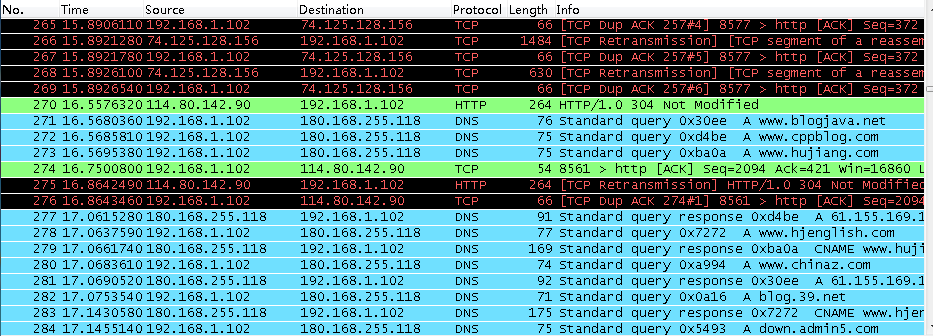 No. Time Source Destination Protocol Length Info
265 15.8906110 192.168.1.102 74.125.128.156 TCP 66 [TCP Dup ACK 257#4] 8577 > http [ACK] Seq=372
266 15.8921280 74.125.128.156 192.168.1.102 TCP 1484 [TCP Retransmission] [TCP segment of a reassem
267 15.8921780 192.168.1.102 74.125.128.156 TCP 66 [TCP Dup ACK 257#5] 8577 > http [ACK] Seq=372
268 15.8926100 74.125.128.156 192.168.1.102 TCP 630 [TCP Retransmission] [TCP segment of a reassem
269 15.8926540 192.168.1.102 74.125.128.156 TCP 66 [TCP Dup ACK 257#6] 8577 > http [ACK] Seq=372
270 16.5576320 114.80.142.90 192.168.1.102 HTTP 264 HTTP/1.0 304 Not Modified
271 16.5680360 192.168.1.102 180.168.255.118 DNS 76 Standard query 0x30ee A www.blogjava.net
272 16.5685810 192.168.1.102 180.168.255.118 DNS 75 Standard query 0xd4be A www.cppblog.com
273 16.5695380 192.168.1.102 180.168.255.118 DNS 75 Standard query 0xba0a A www.hujiang.com
274 16.7500800 192.168.1.102 114.80.142.90 TCP 54 8561 > http [ACK] Seq=2094 Ack=421 Win=16860 L
275 16.8642490 114.80.142.90 192.168.1.102 HTTP 264 [TCP Retransmission] HTTP/1.0 304 Not Modified
276 16.8643460 192.168.1.102 114.80.142.90 TCP 66 [TCP Dup ACK 274#1] 8561 > http [ACK] Seq=2094
277 17.0615280 180.168.255.118 192.168.1.102 DNS 91 Standard query response 0xd4be A 61.155.169.1
278 17.0637590 192.168.1.102 180.168.255.118 DNS 77 Standard query 0x7272 A www.hjenglish.com
279 17.0661740 180.168.255.118 192.168.1.102 DNS 169 Standard query response 0xba0a CNAME www.huji
280 17.0683610 192.168.1.102 180.168.255.118 DNS 74 Standard query 0xa994 A www.chinaz.com
281 17.0690520 180.168.255.118 192.168.1.102 DNS 92 Standard query response 0x30ee A 61.155.169.1
282 17.0753540 192.168.1.102 180.168.255.118 DNS 71 Standard query 0x0a16 A blog.39.net
283 17.1430580 180.168.255.118 192.168.1.102 DNS 175 Standard query response 0x7272 CNAME www.hjen
284 17.1455140 192.168.1.102 180.168.255.118 DNS 75 Standard query 0x5493 A down.admin5.com